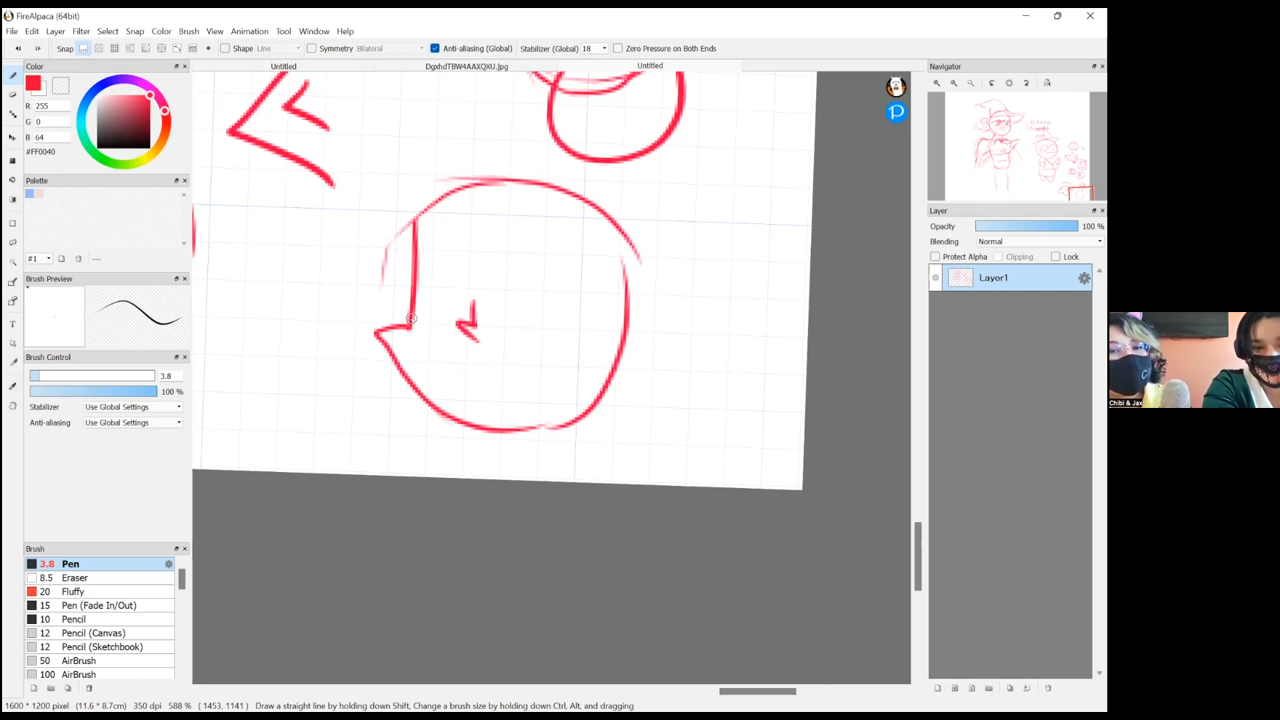 FireAlpaca (64bit)
File Edit Layer Filter Select Snap Color Brush View Animation Tool Window Help
Snap Shape Line Symmetry Bilateral Anti-aliasing (Global) Stabilizer (Global) 18 Zero Pressure on Both Ends
Color Untitled DgxhdTBW4AAXQXU.jpg Untitled Navigator
R 255
G 0
B 64
#FF0040
Palette
#1 ---
Brush Preview
Brush Control
3.8
100 %
Stabilizer Use Global Settings
Anti-aliasing Use Global Settings
Brush
3.8 Pen
8.5 Eraser
20 Fluffy
15 Pen (Fade In/Out)
10 Pencil
12 Pencil (Canvas)
12 Pencil (Sketchbook)
50 AirBrush
100 AirBrush
Layer
Opacity 100 %
Blending Normal
Protect Alpha Clipping Lock
Layer1
Chibi & Jax
1600 * 1200 pixel (11.6 * 8.7cm) 350 dpi 588 % ( 1453, 1141 ) Draw a straight line by holding down Shift, Change a brush size by holding down Ctrl, Alt, and dragging